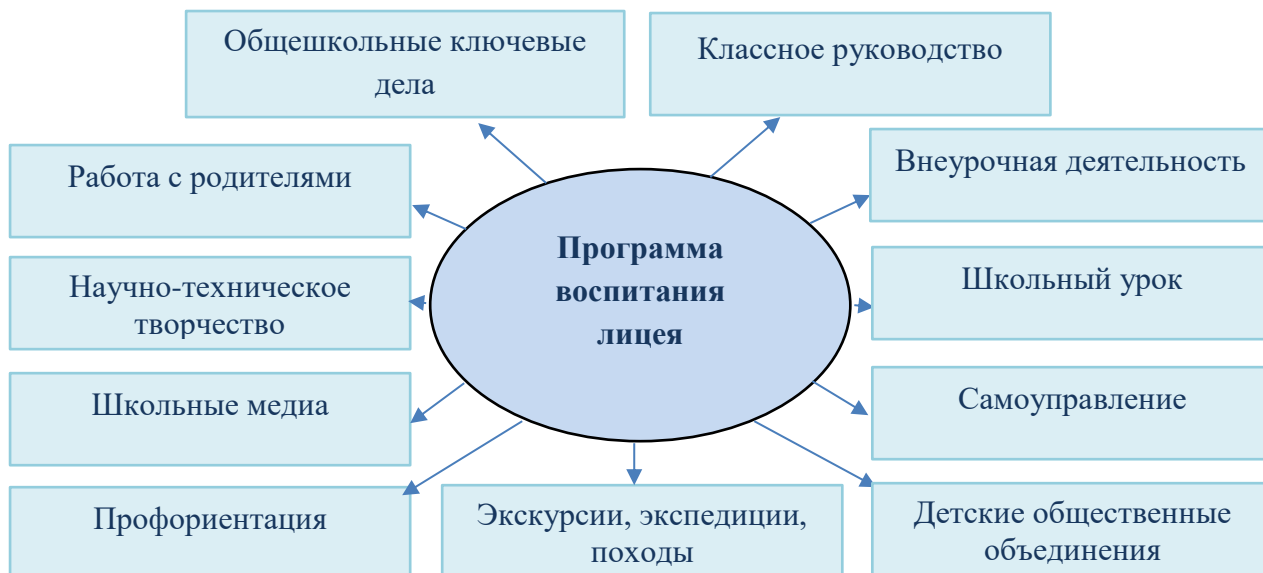 Общешкольные ключевые
дела
Классное руководство
Работа с родителями
Внеурочная деятельность
Программа
воспитания
лицея
Научно-техническое
творчество
Школьный урок
Школьные медиа
Самоуправление
Профориентация
Экскурсии, экспедиции,
походы
Детские общественные
объединения